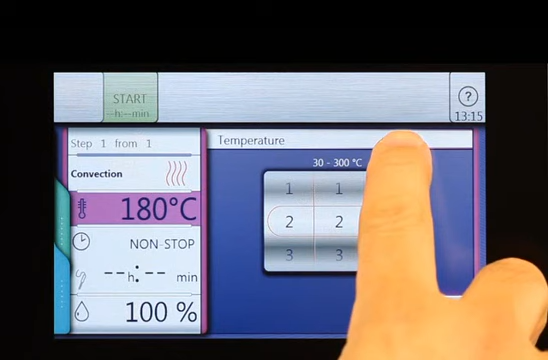 START
--h:--min
?
13:15
Step 1 from 1
Temperature
Convection
30 - 300 °C
180°C
1 1
2 2
3 3
NON-STOP
--h:-- min
100 %